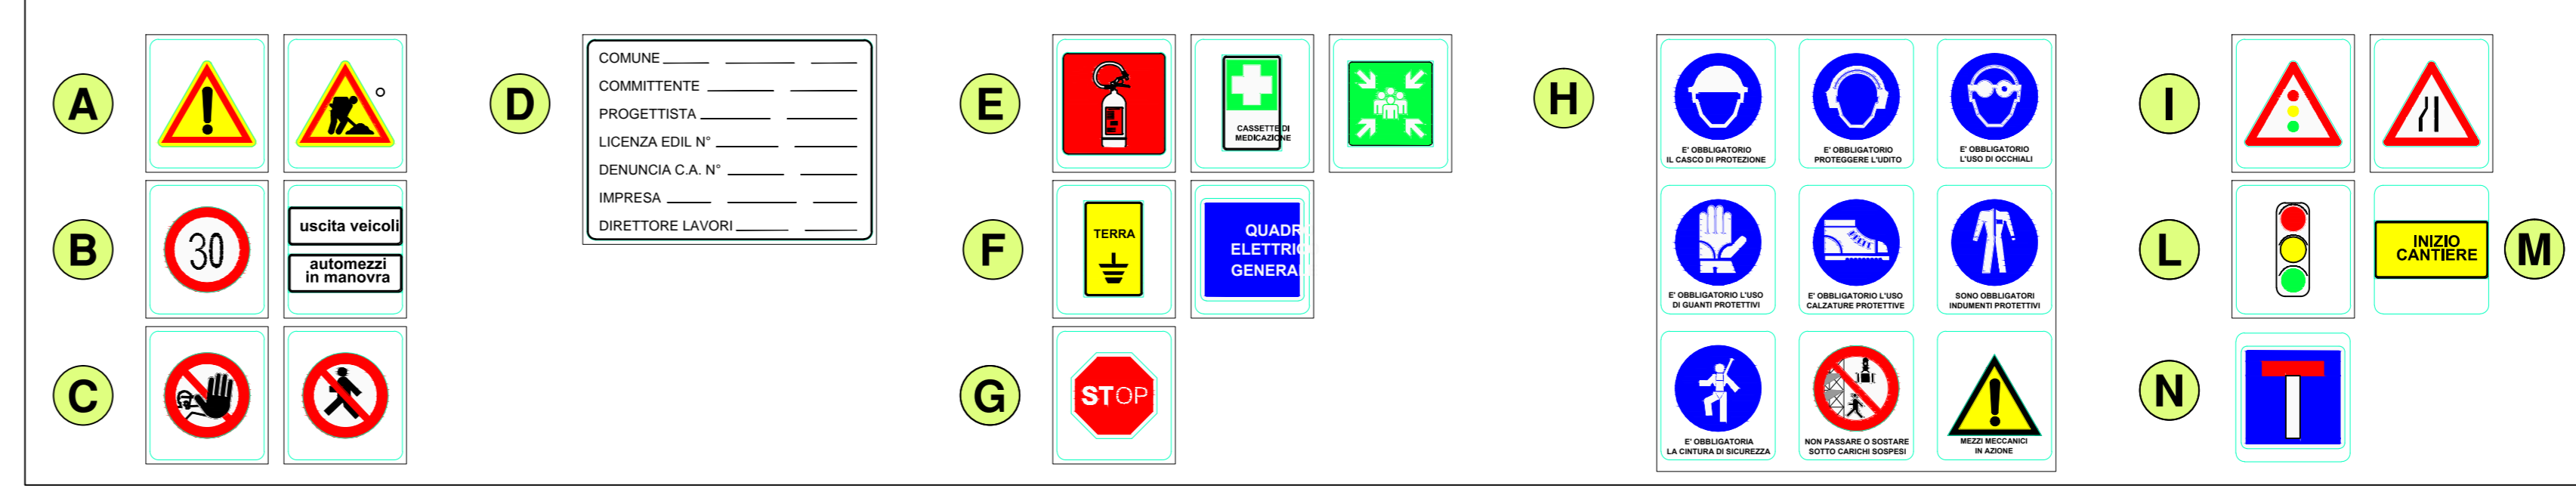 A
B
30
uscita veicoli
automezzi
in manovra
C
D
COMUNE
COMMITTENTE
PROGETTISTA
LICENZA EDIL N°
DENUNCIA C.A. N°
IMPRESA
DIRETTORE LAVORI
E
CASSETTE DI
MEDICAZIONE
F
TERRA
QUADR
ELETTRIC
GENERAL
G
STOP
H
E' OBBLIGATORIO
IL CASCO DI PROTEZIONE
E' OBBLIGATORIO
PROTEGGERE L'UDITO
E' OBBLIGATORIO
L'USO DI OCCHIALI
E' OBBLIGATORIO L'USO
DI GUANTI PROTETTIVI
E' OBBLIGATORIO L'USO
CALZATURE PROTETTIVE
SONO OBBLIGATORI
INDUMENTI PROTETTIVI
E' OBBLIGATORIA
LA CINTURA DI SICUREZZA
NON PASSARE O SOSTARE
SOTTO CARICHI SOSPESI
MEZZI MECCANICI
IN AZIONE
I
L
INIZIO
CANTIERE
M
N